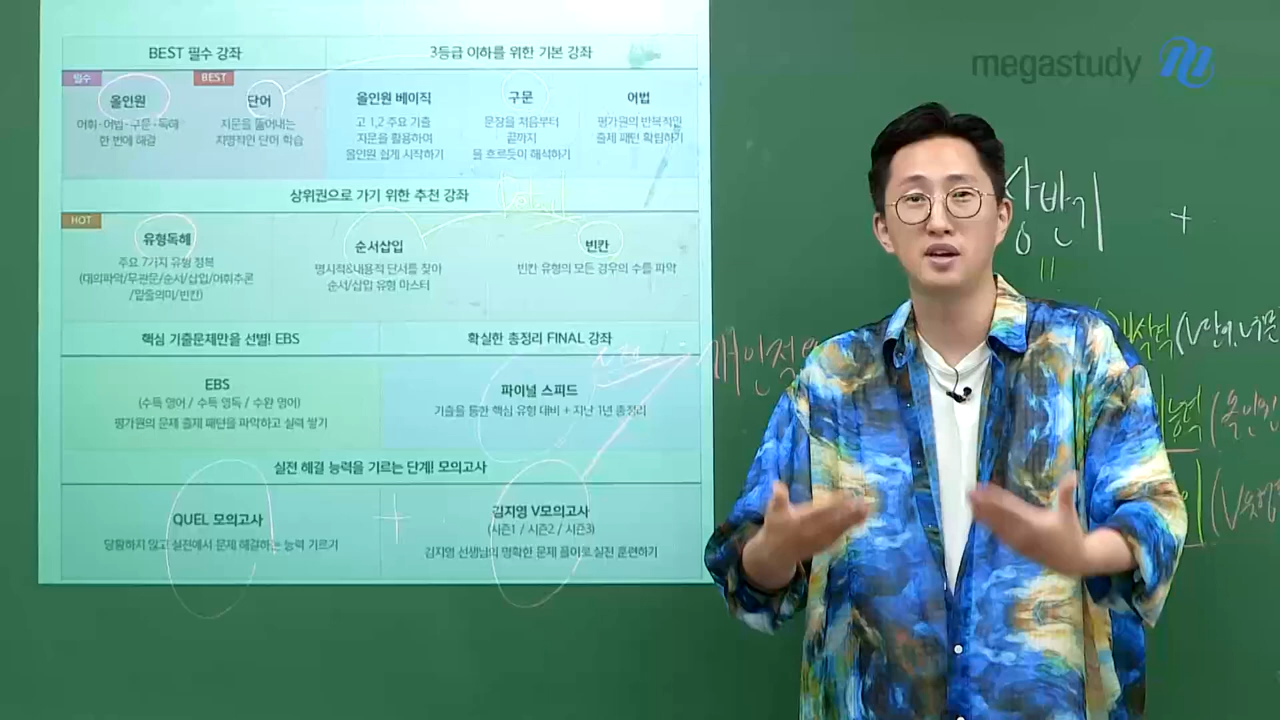 megastudy
BEST 필수 강좌
3등급 이하를 위한 기본 강좌
필수
BEST
올인원
어휘·어법·구문·독해
한 번에 해결
단어
지문을 뚫어내는
지명적인 단어 학습
올인원 베이직
고 1,2 주요 기출
지문을 활용하여
올인원 쉽게 시작하기
구문
문장을 처음부터
끝까지
물 흐르듯이 해석하기
어법
평가원의 반복적인
출제 패턴 확립하기
상위권으로 가기 위한 추천 강좌
HOT
유형독해
주요 7가지 유형 정복
(대의파악/무관문/순서/삽입/어휘추론
/밑줄의미/빈칸)
순서삽입
명시적&내용적 단서를 찾아
순서/삽입 유형 마스터
빈칸
빈칸 유형의 모든 경우의 수를 파악
핵심 기출문제만을 선별! EBS
확실한 총정리 FINAL 강좌
EBS
(수특 영어 / 수특 영독 / 수완 영어)
평가원의 문제 출제 패턴을 파악하고 실력 쌓기
파이널 스피드
기출을 통한 핵심 유형 대비 + 지난 1년 총정리
실전 해결 능력을 기르는 단계! 모의고사
QUEL 모의고사
당황하지 않고 실전에서 문제 해결하는 능력 기르기
+
김지영 V모의고사
(시즌1 / 시즌2 / 시즌3)
김지영 선생님의 명확한 문제 풀이로 실전 훈련하기
상반기 +
개인적